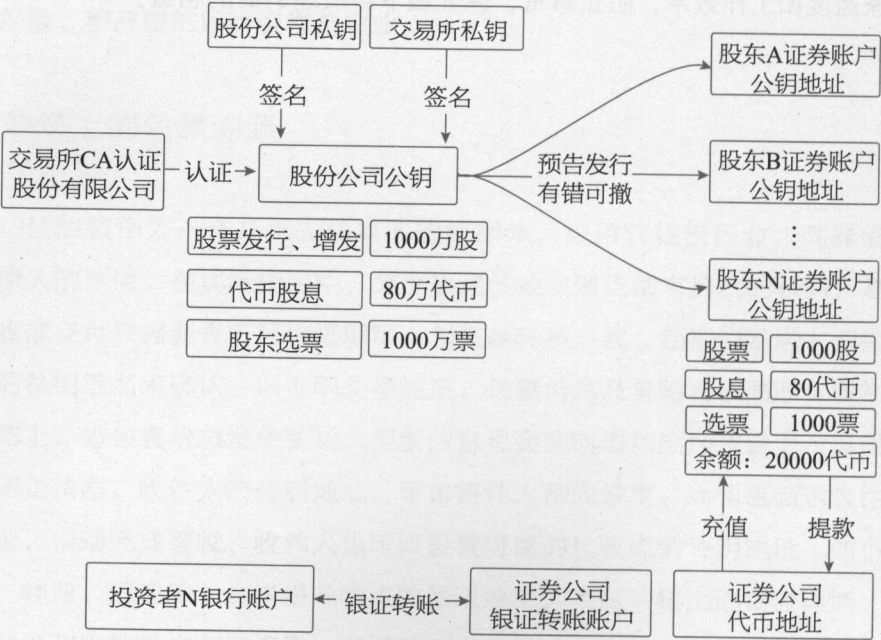 股份公司私钥
交易所私钥
签名
签名
交易所CA认证
股份有限公司
认证
股份公司公钥
预告发行
有错可撤
股东A证券账户
公钥地址
股东B证券账户
公钥地址
⋮
股东N证券账户
公钥地址
股票发行、增发
1000万股
代币股息
80万代币
股东选票
1000万票
股票
1000股
股息
80代币
选票
1000票
余额：20000代币
充值
提款
投资者N银行账户
银证转账
证券公司
银证转账账户
证券公司
代币地址